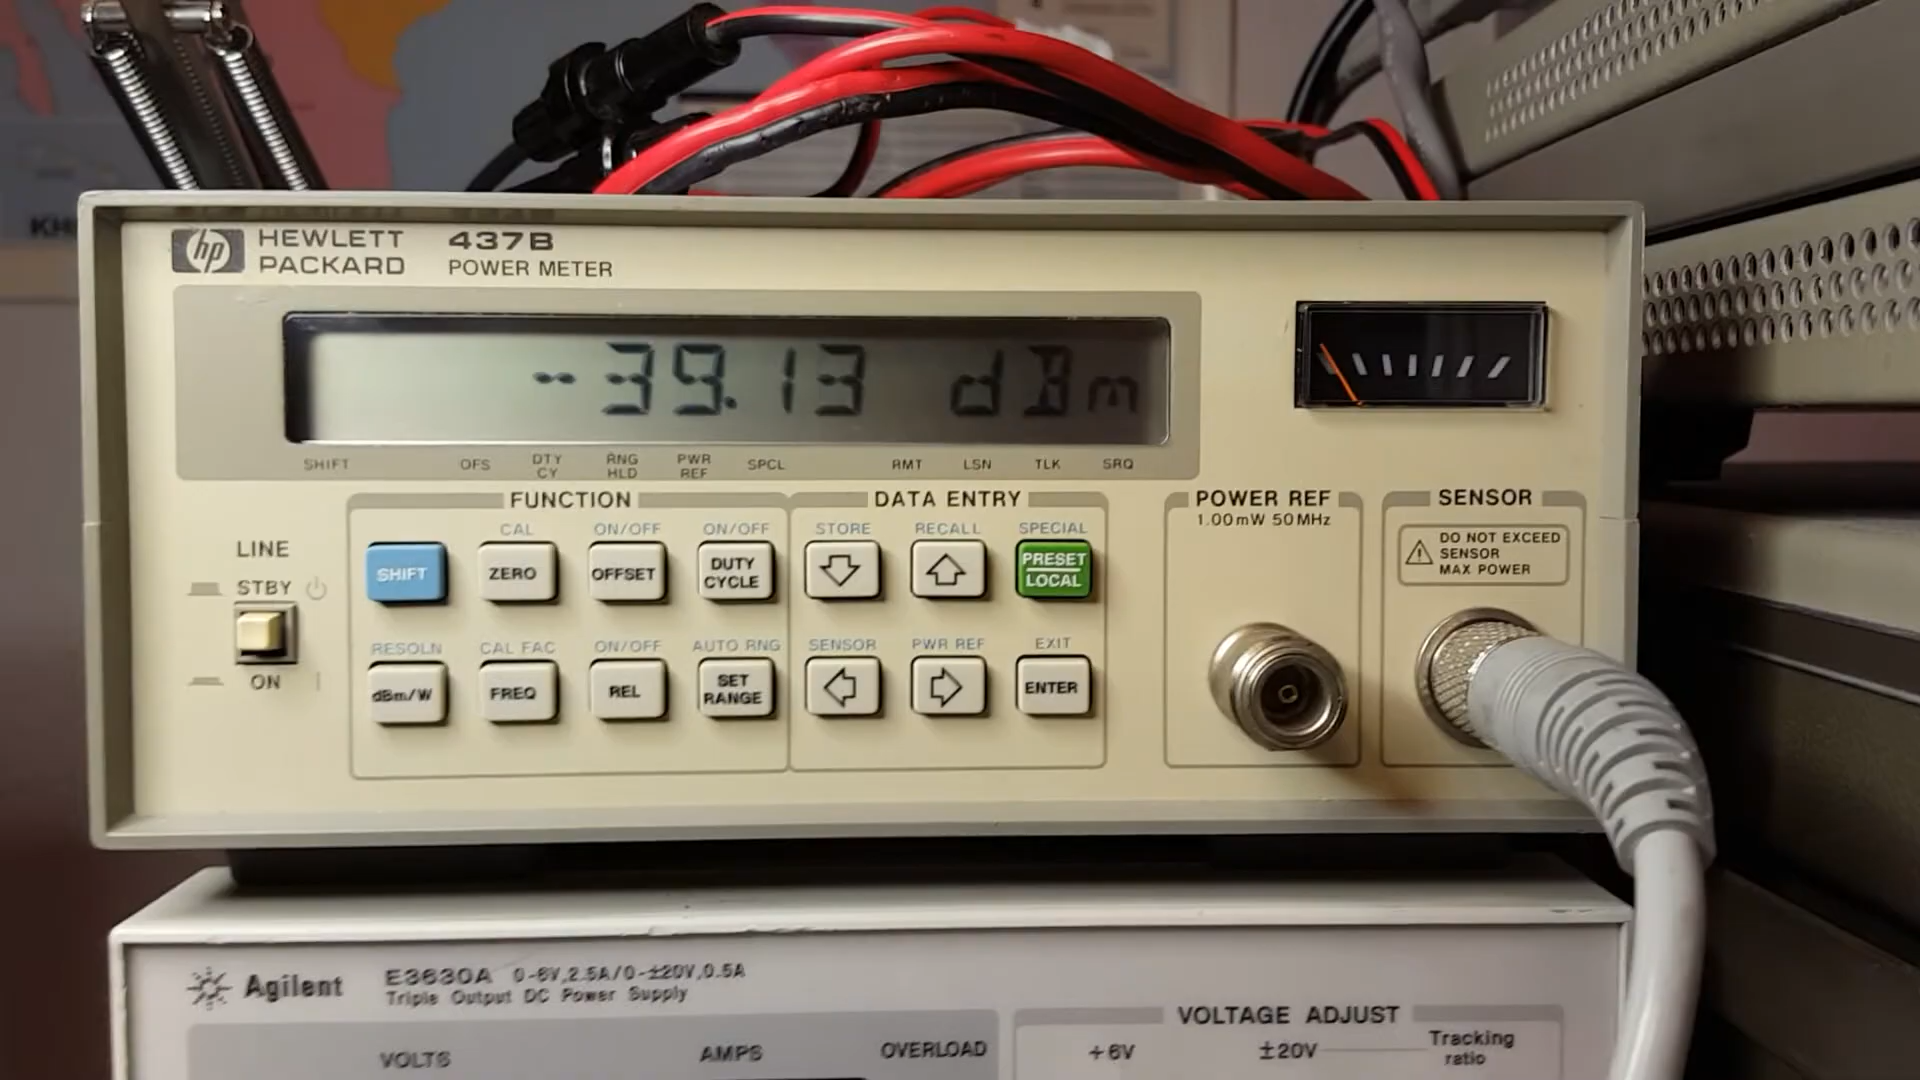 KH
hp HEWLETT PACKARD 437B
POWER METER
-39.13 dBm
SHIFT OFS DTY CY RNG HLD PWR REF SPCL RMT LSN TLK SRQ
FUNCTION DATA ENTRY POWER REF SENSOR
1.00mW 50MHz
DO NOT EXCEED
SENSOR
MAX POWER
CAL ON/OFF ON/OFF STORE RECALL SPECIAL
LINE
SHIFT ZERO OFFSET DUTY CYCLE PRESET LOCAL
STBY
RESOLN CAL FAC ON/OFF AUTO RNG SENSOR PWR REF EXIT
ON
dBm/W FREQ REL SET RANGE ENTER
Agilent E3630A 0-6V,2.5A/0-±20V,0.5A
Triple Output DC Power Supply
VOLTAGE ADJUST
VOLTS AMPS OVERLOAD +6V ±20V Tracking ratio